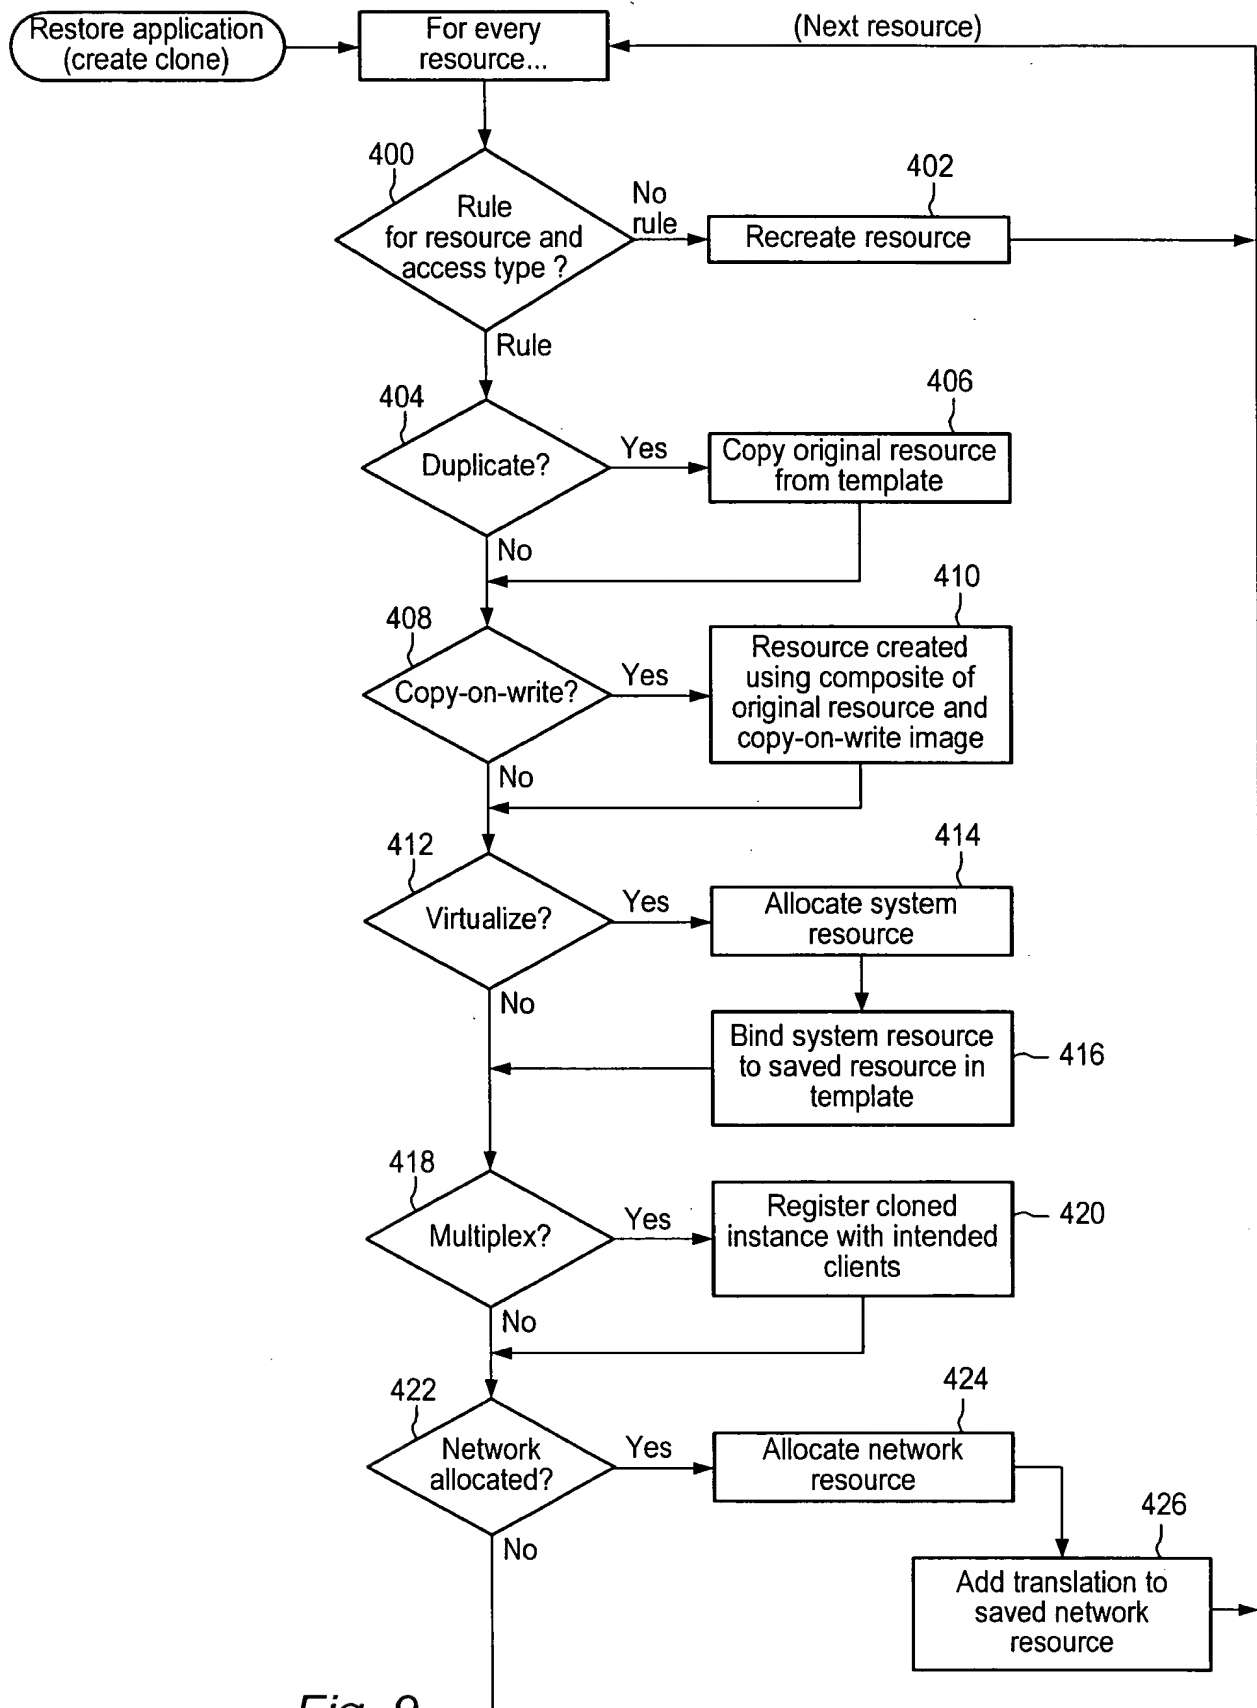 Restore application
(create clone)
For every
resource...
(Next resource)
400
Rule
for resource and
access type ?
No
rule
402
Recreate resource
Rule
404
Duplicate?
Yes
406
Copy original resource
from template
No
408
Copy-on-write?
Yes
410
Resource created
using composite of
original resource and
copy-on-write image
No
412
Virtualize?
Yes
414
Allocate system
resource
No
Bind system resource
to saved resource in
template
416
418
Multiplex?
Yes
Register cloned
instance with intended
clients
420
No
422
Network
allocated?
Yes
424
Allocate network
resource
No
426
Add translation to
saved network
resource
Fig. 9